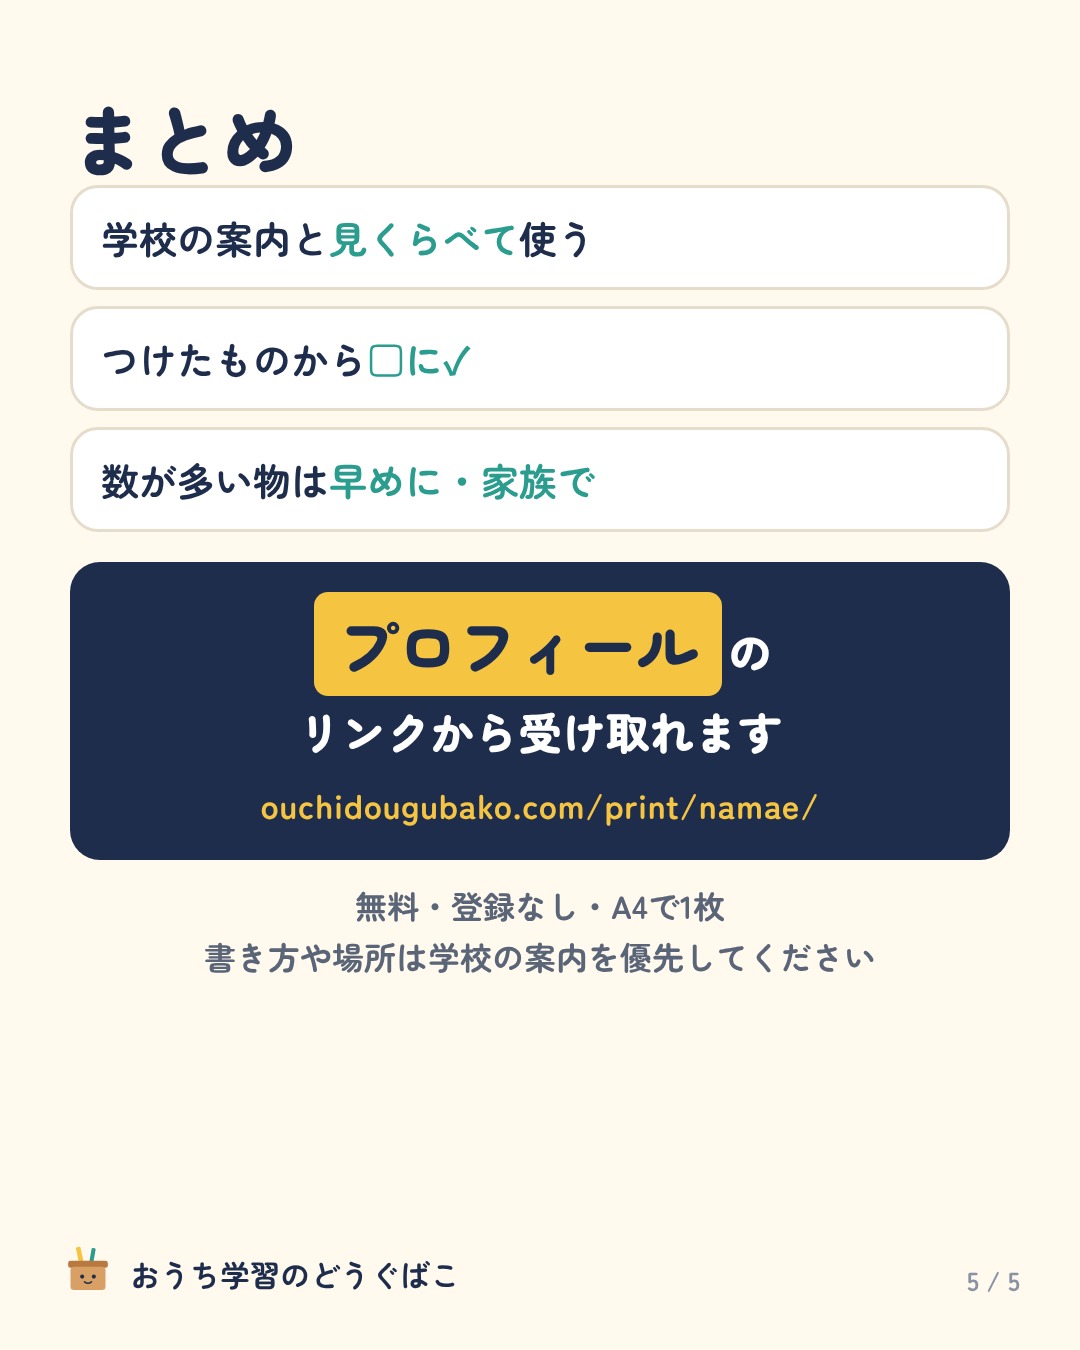 まとめ
学校の案内と見くらべて使う
つけたものから□に✓
数が多い物は早めに・家族で
プロフィールの
リンクから受け取れます
ouchidougubako.com/print/namae/
無料・登録なし・A4で1枚
書き方や場所は学校の案内を優先してください
おうち学習のどうぐばこ
5 / 5